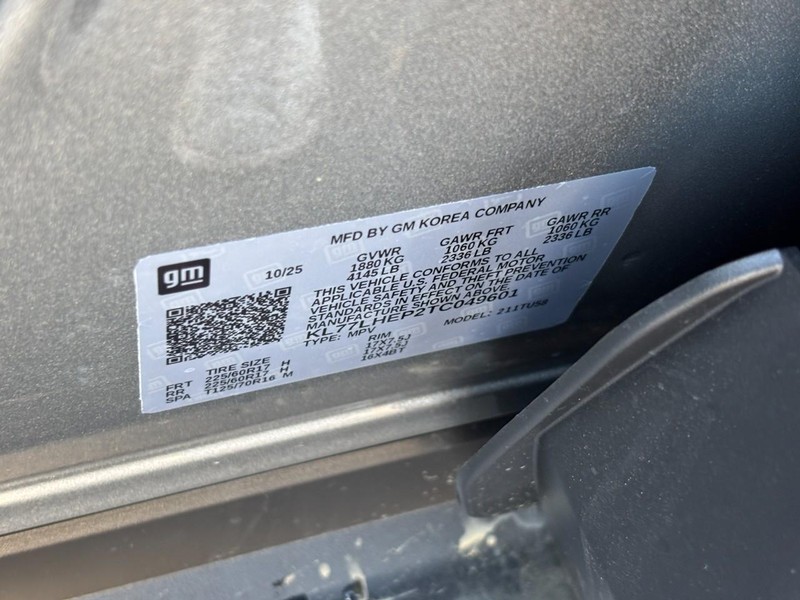 MFD BY GM KOREA COMPANY
gm
10/25
GVWR GAWR FRT GAWR RR
1880 KG 1060 KG 1060 KG
4145 LB 2336 LB 2336 LB
THIS VEHICLE CONFORMS TO ALL
APPLICABLE U.S. FEDERAL MOTOR
VEHICLE SAFETY AND THEFT PREVENTION
STANDARDS IN EFFECT ON THE DATE OF
MANUFACTURE SHOWN ABOVE
KL77LHEP2TC049601
TYPE: MPV MODEL: 211TU58
TIRE SIZE RIM
FRT 225/60R17 H 17X7.5J
RR 225/60R17 H 17X7.5J
SPA T125/70R16 M 16X4BT